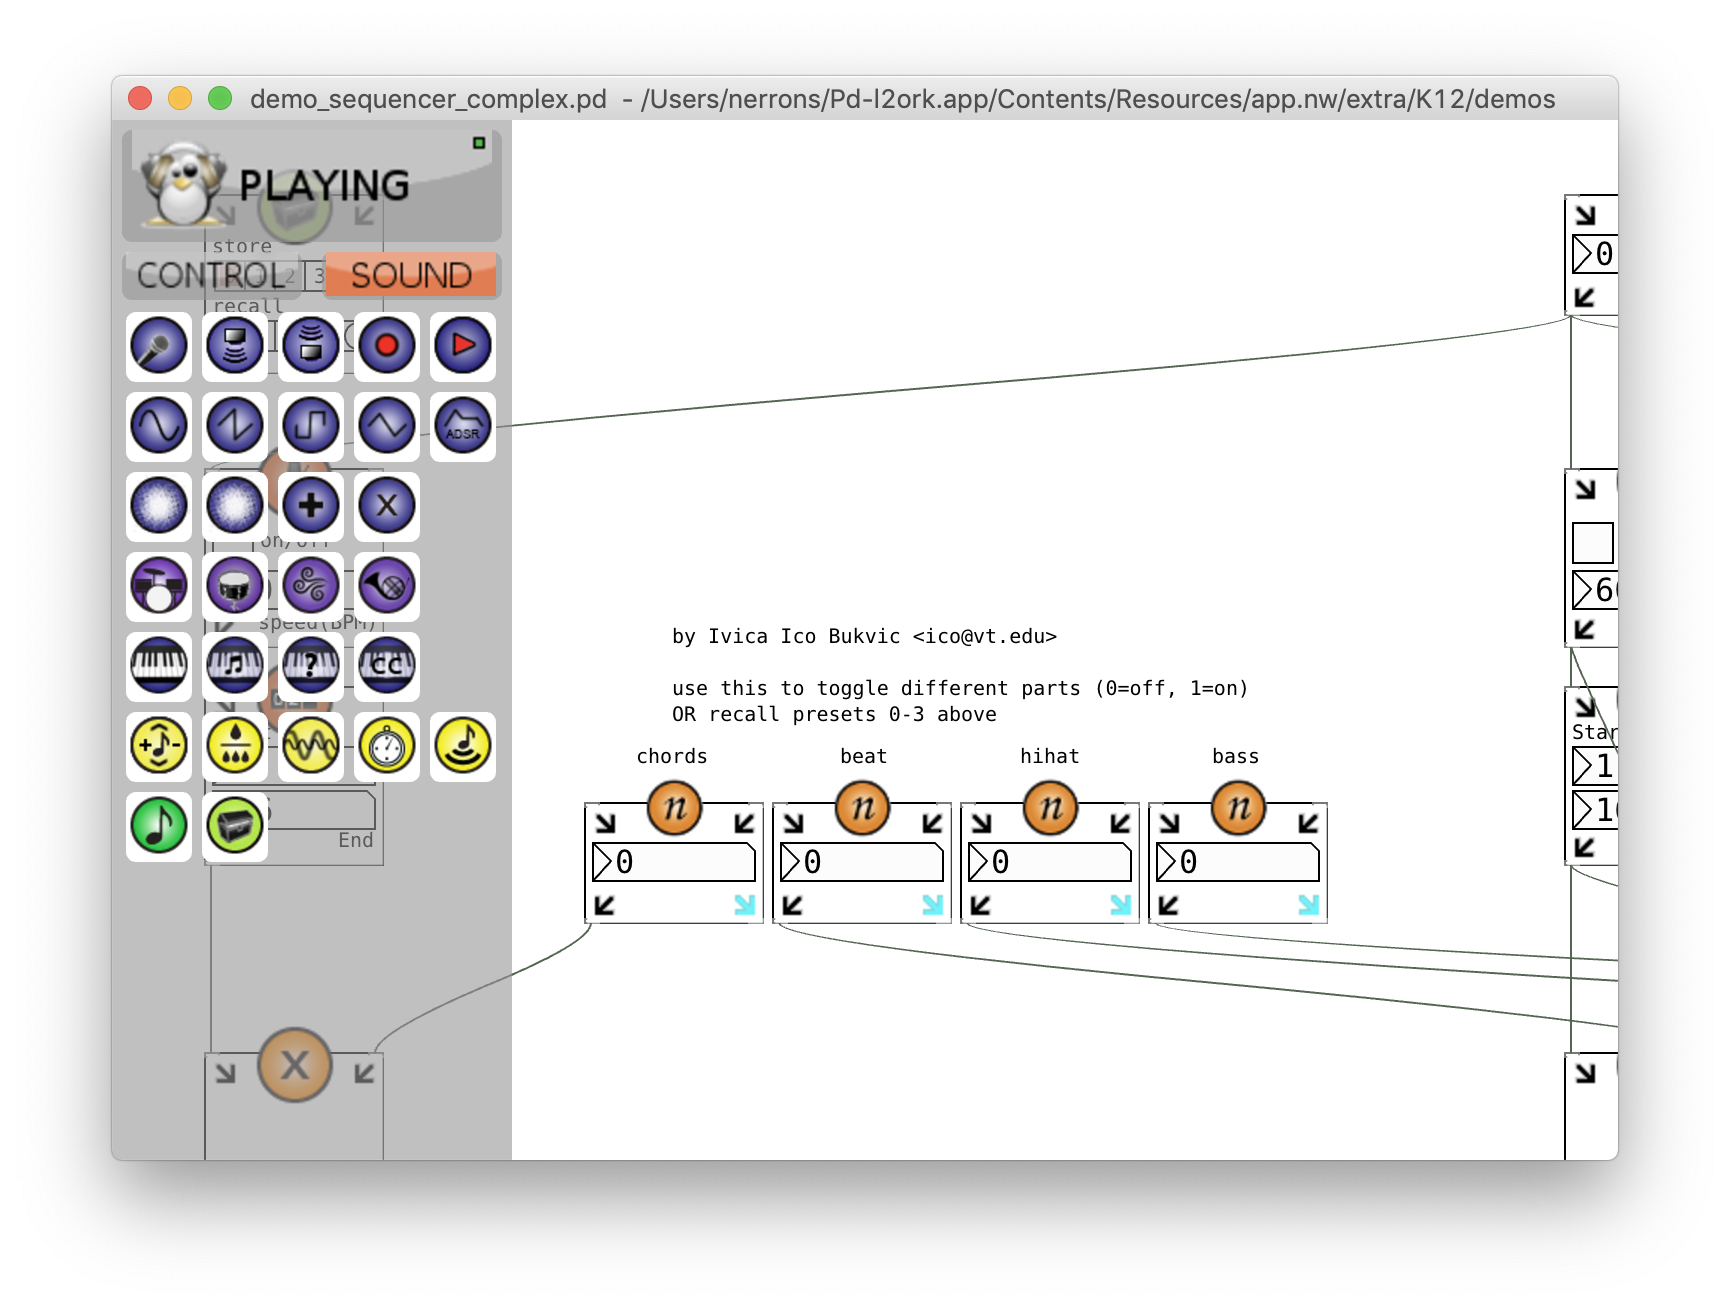 demo_sequencer_complex.pd - /Users/nerrons/Pd-l2ork.app/Contents/Resources/app.nw/extra/K12/demos
PLAYING
store
CONTROL
2 3
SOUND
recall
ADSR
on/off
speed(BPM)
?
CC
End
X
by Ivica Ico Bukvic <ico@vt.edu>
use this to toggle different parts (0=off, 1=on)
OR recall presets 0-3 above
chords beat hihat bass
n n n n
0 0 0 0
0
Star
1